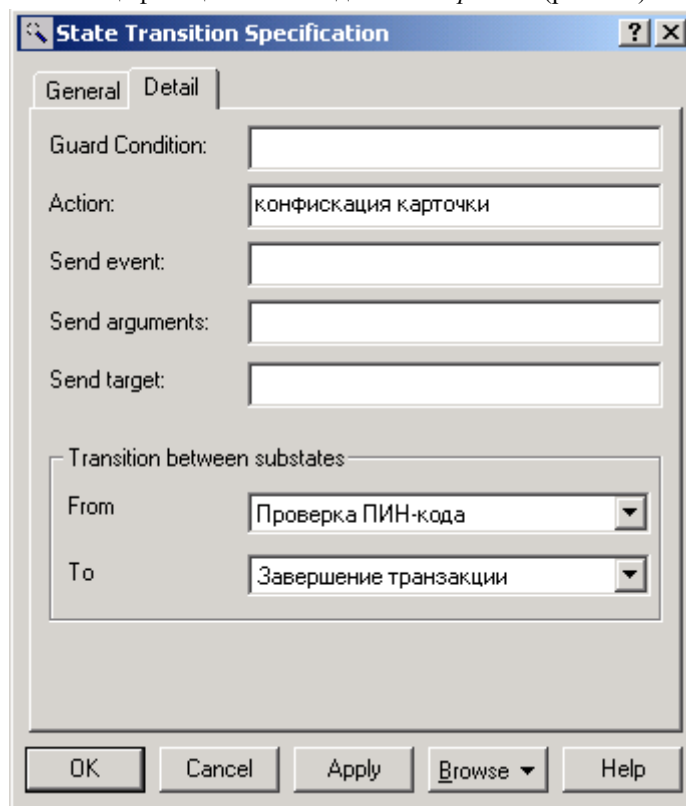 State Transition Specification
General Detail
Guard Condition:
Action: конфискация карточки
Send event:
Send arguments:
Send target:
Transition between substates
From Проверка ПИН-кода
To Завершение транзакции
OK Cancel Apply Browse Help